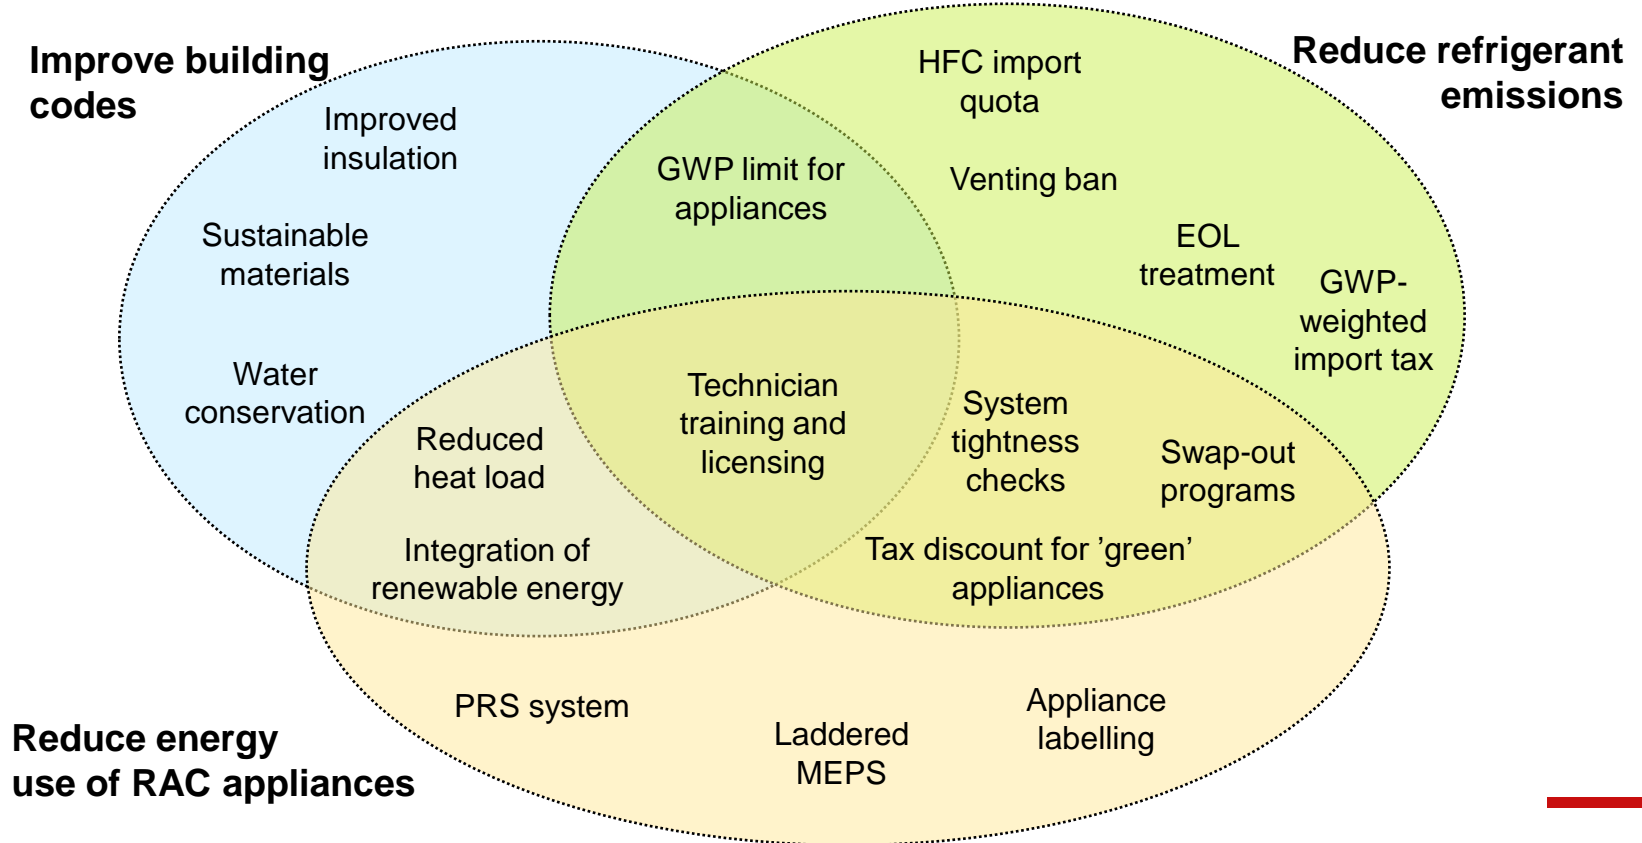 Improve building
codes
Reduce refrigerant
emissions
HFC import
quota
Improved
insulation
GWP limit for
appliances
Venting ban
Sustainable
materials
EOL
treatment
GWP-
weighted
import tax
Water
conservation
Technician
training and
licensing
System
tightness
checks
Reduced
heat load
Swap-out
programs
Integration of
renewable energy
Tax discount for ’green’
appliances
PRS system
Laddered
MEPS
Appliance
labelling
Reduce energy
use of RAC appliances